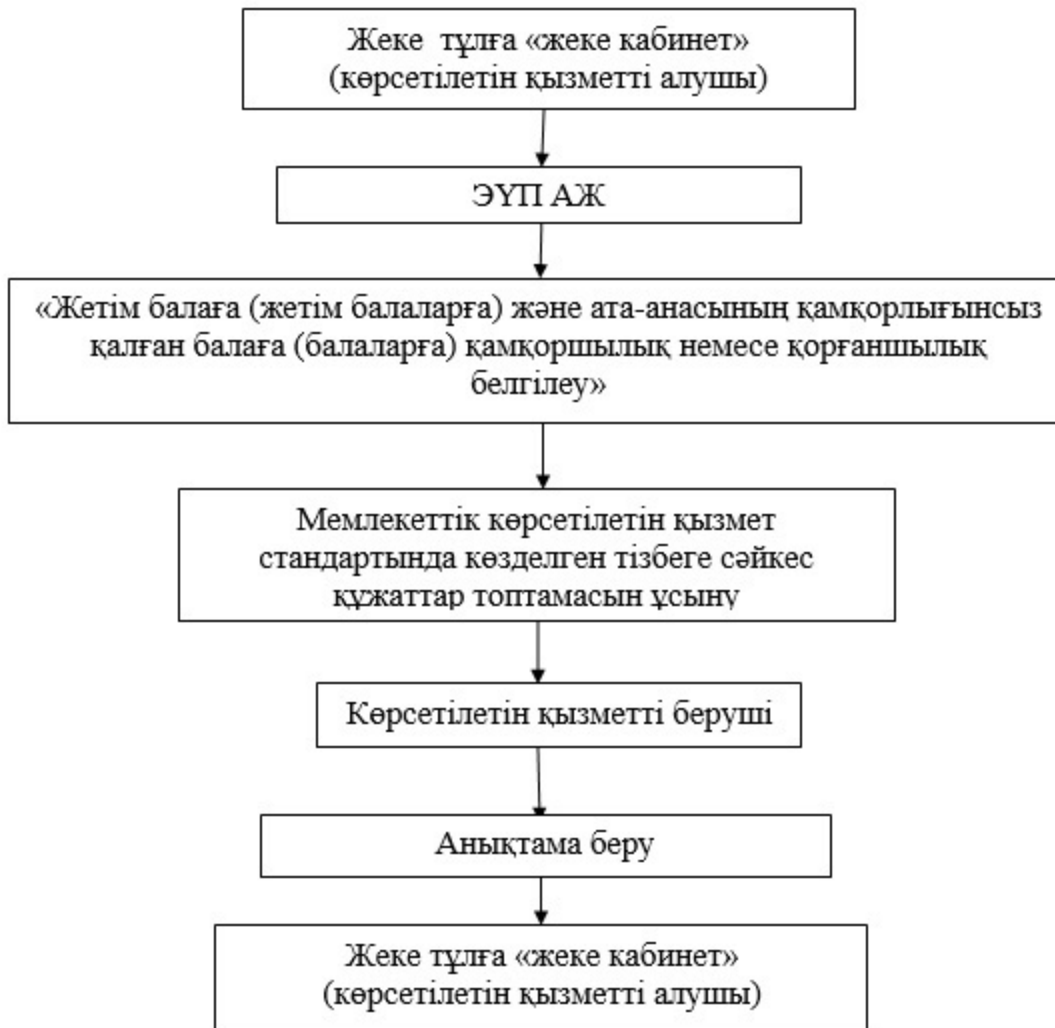 Жеке тұлға «жеке кабинет»
(көрсетілетін қызметті алушы)
ЭҮП АЖ
«Жетім балаға (жетім балаларға) және ата-анасының қамқорлығынсыз
қалған балаға (балаларға) қамқоршылық немесе қорғаншылық
белгілеу»
Мемлекеттік көрсетілетін қызмет
стандартында көзделген тізбеге сәйкес
құжаттар топтамасын ұсыну
Көрсетілетін қызметті беруші
Анықтама беру
Жеке тұлға «жеке кабинет»
(көрсетілетін қызметті алушы)